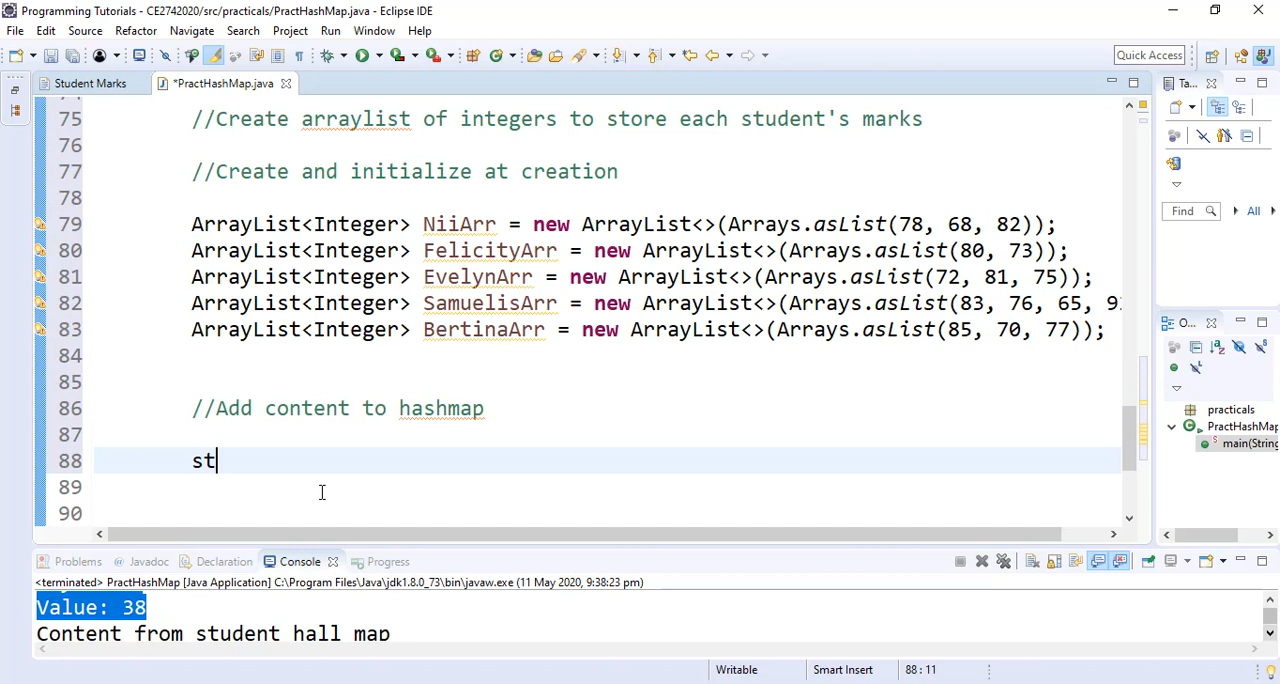 Programming Tutorials - CE2742020/src/practicals/PractHashMap.java - Eclipse IDE
File Edit Source Refactor Navigate Search Project Run Window Help
Quick Access
Student Marks *PractHashMap.java Ta...
75 //Create arraylist of integers to store each student's marks
76
77 //Create and initialize at creation
78
79 ArrayList<Integer> NiiArr = new ArrayList<>(Arrays.asList(78, 68, 82));
80 ArrayList<Integer> FelicityArr = new ArrayList<>(Arrays.asList(80, 73));
81 ArrayList<Integer> EvelynArr = new ArrayList<>(Arrays.asList(72, 81, 75));
82 ArrayList<Integer> SamuelisArr = new ArrayList<>(Arrays.asList(83, 76, 65, 9
83 ArrayList<Integer> BertinaArr = new ArrayList<>(Arrays.asList(85, 70, 77));
84
85
86 //Add content to hashmap
87
88 st
89
90
Find All
O...
practicals
PractHashMap
main(String
Problems Javadoc Declaration Console Progress
<terminated> PractHashMap [Java Application] C:\Program Files\Java\jdk1.8.0_73\bin\javaw.exe (11 May 2020, 9:38:23 pm)
Value: 38
Content from student hall map
Writable Smart Insert 88 : 11